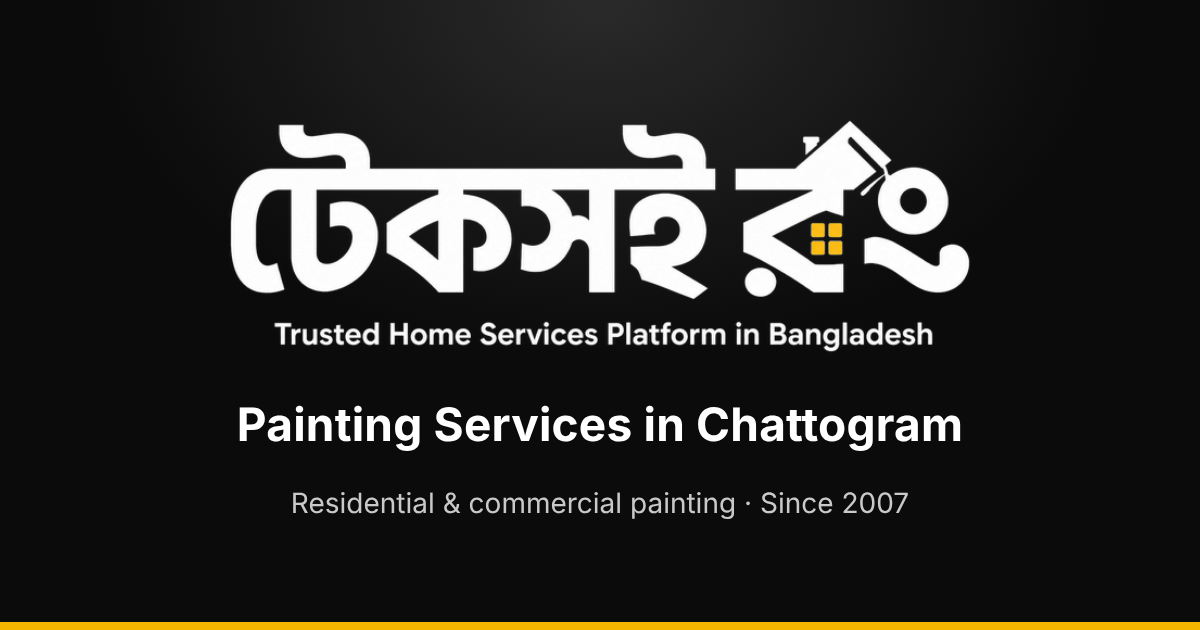 টেকসই রং
Trusted Home Services Platform in Bangladesh
Painting Services in Chattogram
Residential & commercial painting · Since 2007